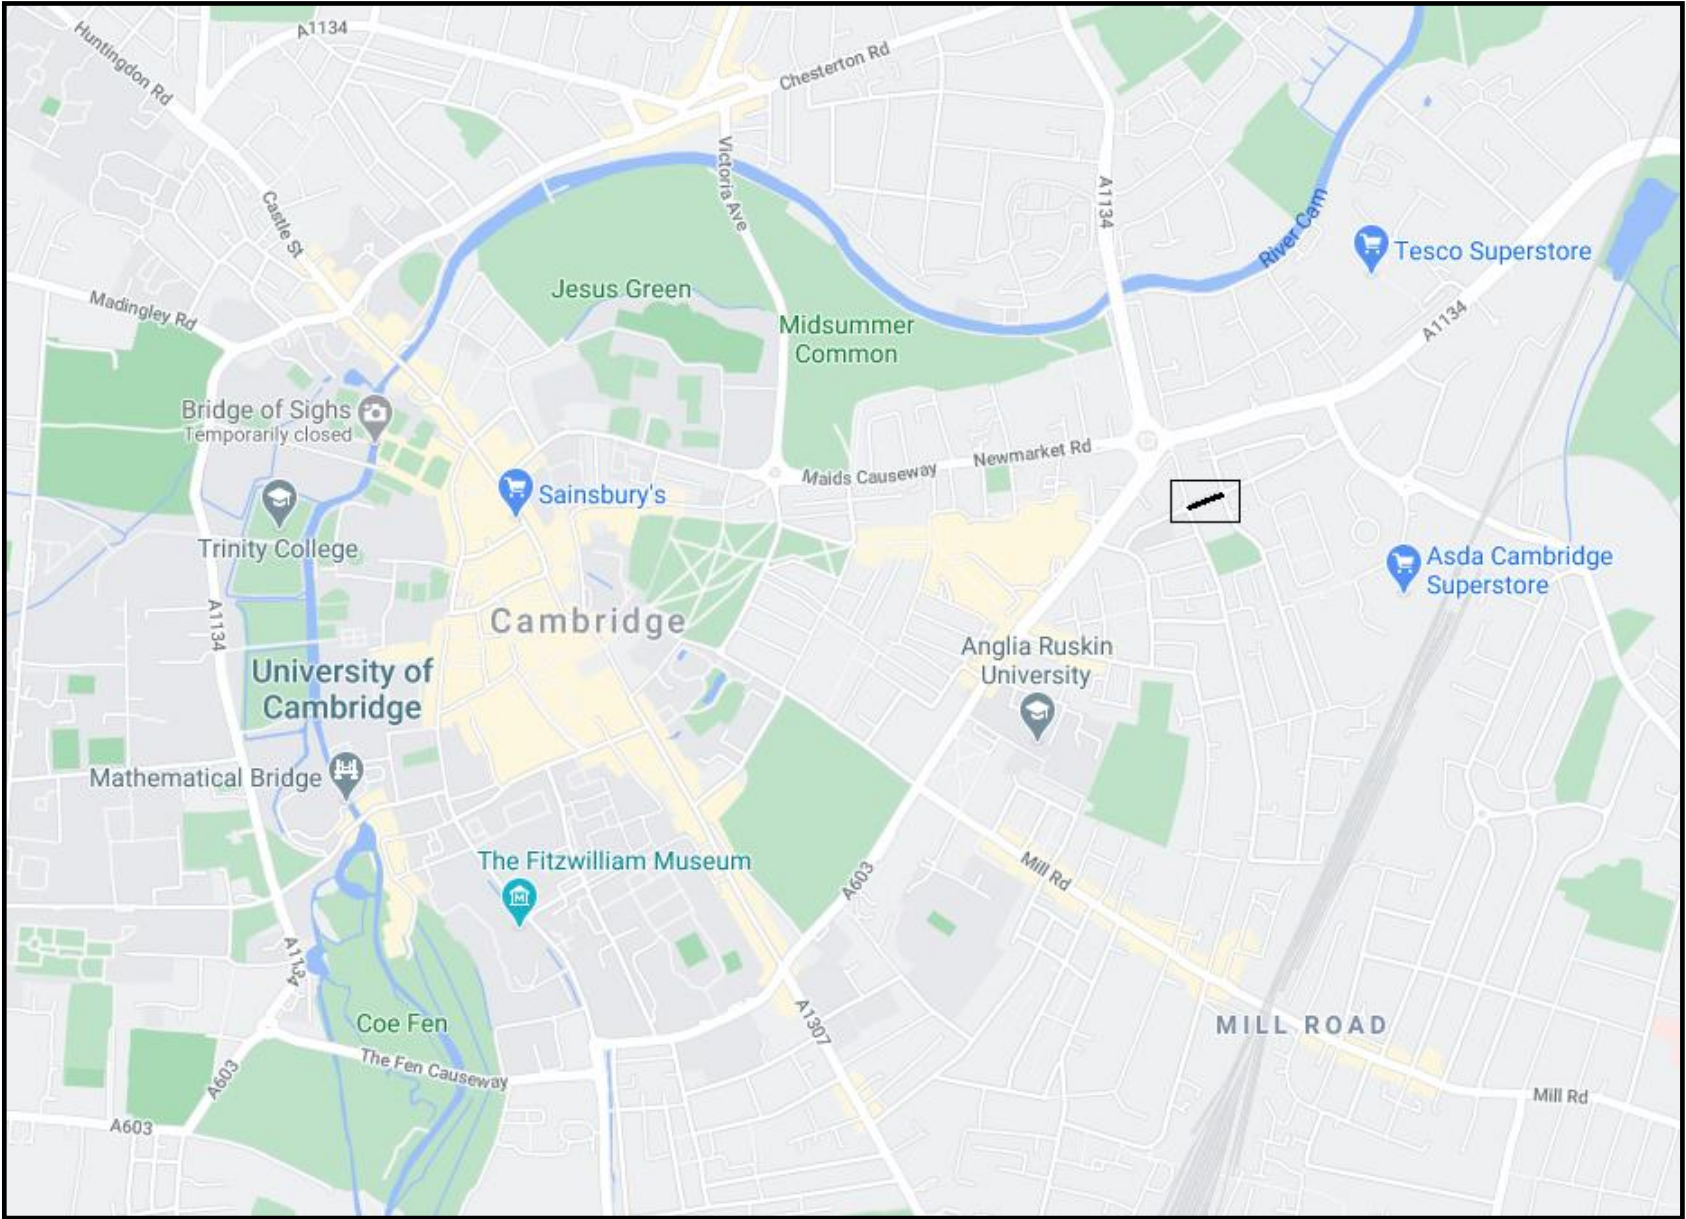 A1134
Huntingdon Rd
Chesterton Rd
Victoria Ave
A1134
Castle St
River Cam
Tesco Superstore
Jesus Green
Madingley Rd
Midsummer
Common
A1134
Bridge of Sighs
Temporarily closed
Newmarket Rd
Maids Causeway
Sainsbury's
Trinity College
Asda Cambridge
Superstore
A1134
Cambridge
Anglia Ruskin
University
University of
Cambridge
Mathematical Bridge
The Fitzwilliam Museum
Mill Rd
A603
A1134
Coe Fen
A1307
MILL ROAD
The Fen Causeway
A603
Mill Rd
A603